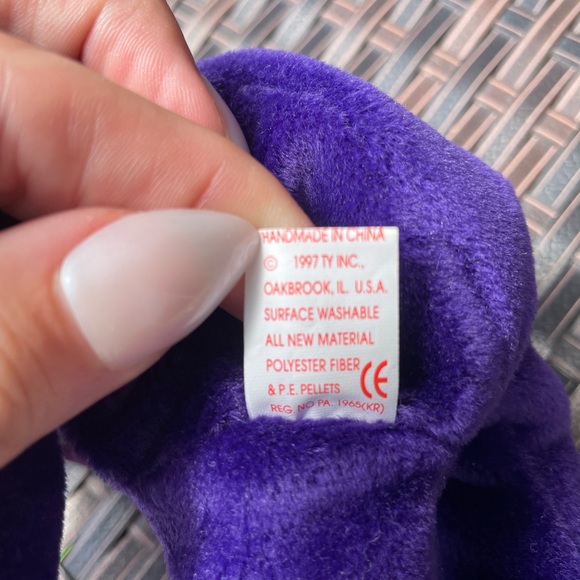 HANDMADE IN CHINA
© 1997 TY INC.,
OAKBROOK, IL. U.S.A.
SURFACE WASHABLE
ALL NEW MATERIAL
POLYESTER FIBER
& P.E. PELLETS CE
REG. NO PA. 1965(KR)